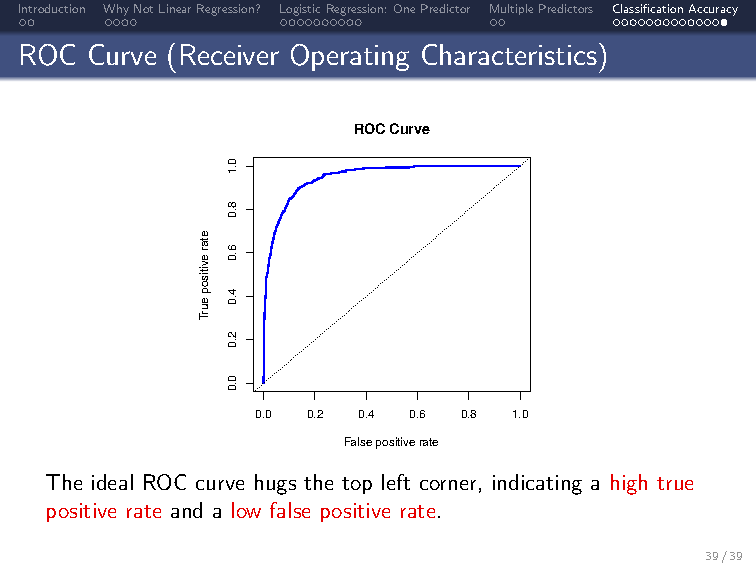 Introduction Why Not Linear Regression? Logistic Regression: One Predictor Multiple Predictors Classification Accuracy
ROC Curve (Receiver Operating Characteristics)
ROC Curve
True positive rate
1.0
0.8
0.6
0.4
0.2
0.0
0.0 0.2 0.4 0.6 0.8 1.0
False positive rate
The ideal ROC curve hugs the top left corner, indicating a high true
positive rate and a low false positive rate.
39 / 39